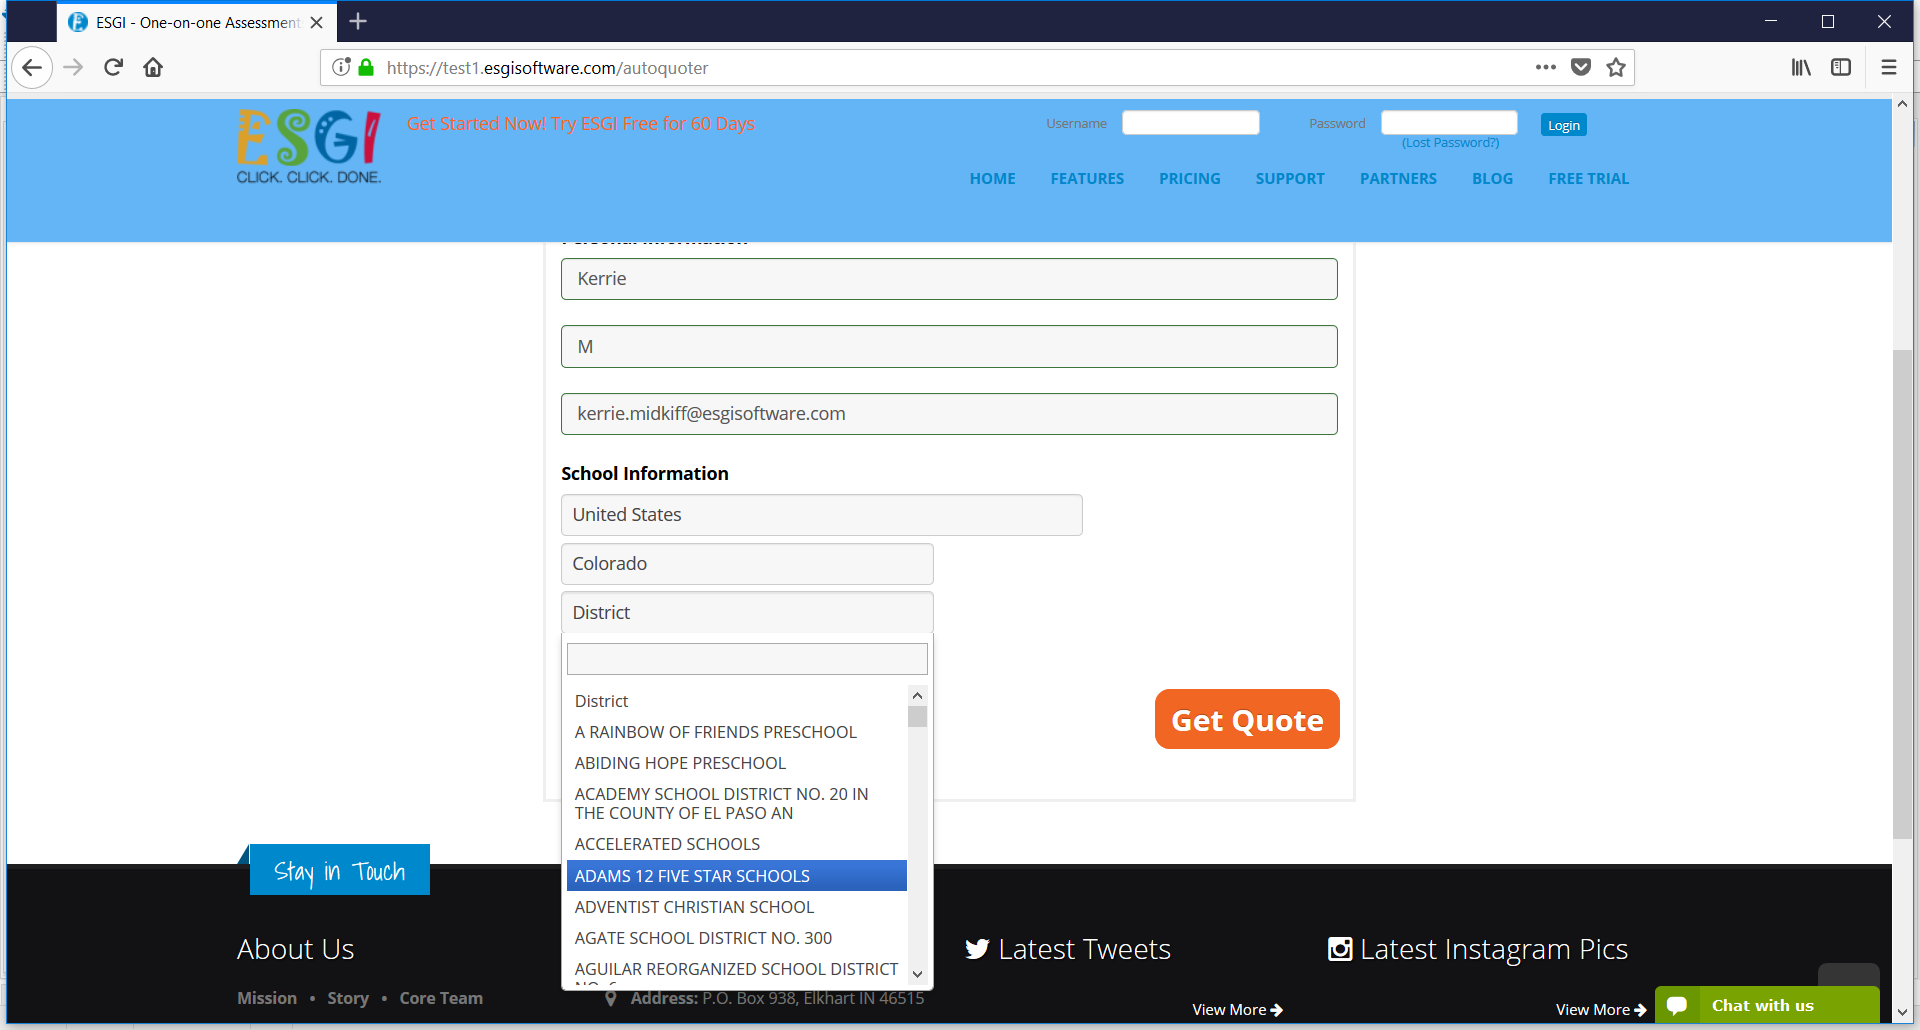 ESGI - One-on-one Assessment
https://test1.esgisoftware.com/autoquoter
ESGI
CLICK. CLICK. DONE.
Get Started Now! Try ESGI Free for 60 Days
Username
Password
Login
(Lost Password?)
HOME FEATURES PRICING SUPPORT PARTNERS BLOG FREE TRIAL
Personal Information
Kerrie
M
kerrie.midkiff@esgisoftware.com
School Information
United States
Colorado
District
District
A RAINBOW OF FRIENDS PRESCHOOL
ABIDING HOPE PRESCHOOL
ACADEMY SCHOOL DISTRICT NO. 20 IN
THE COUNTY OF EL PASO AN
ACCELERATED SCHOOLS
ADAMS 12 FIVE STAR SCHOOLS
ADVENTIST CHRISTIAN SCHOOL
AGATE SCHOOL DISTRICT NO. 300
AGUILAR REORGANIZED SCHOOL DISTRICT
NO. 6
Get Quote
Stay in Touch
About Us
Mission • Story • Core Team
Address: P.O. Box 938, Elkhart IN 46515
Latest Tweets
View More
Latest Instagram Pics
View More
Chat with us